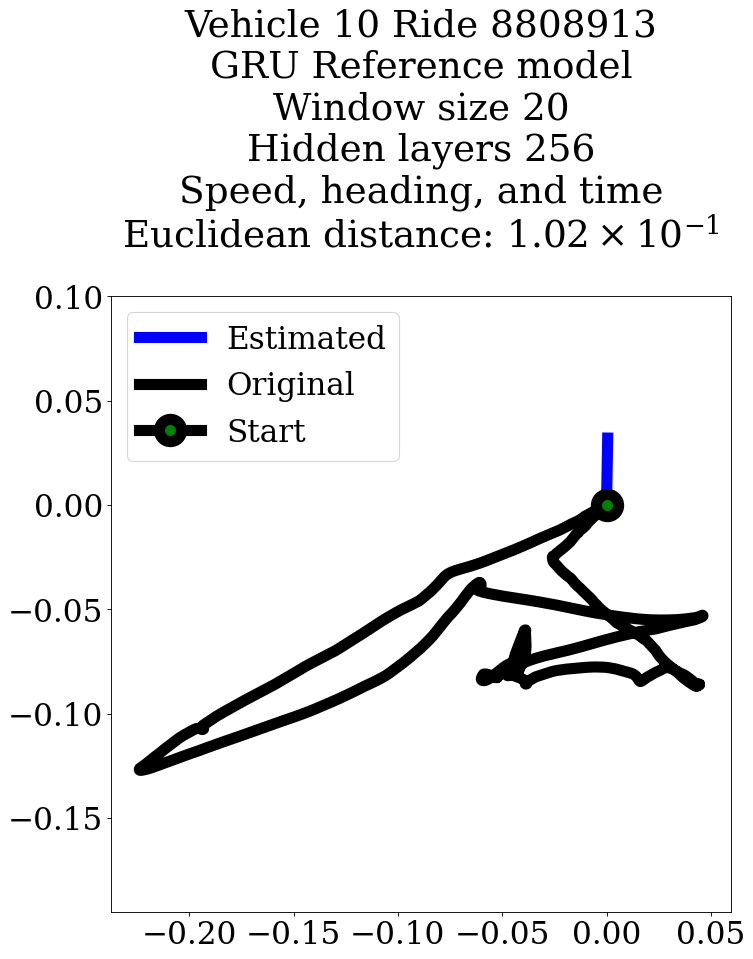 Vehicle 10 Ride 8808913
GRU Reference model
Window size 20
Hidden layers 256
Speed, heading, and time
Euclidean distance: 1.02 × 10⁻¹
0.10
Estimated
0.05
Original
Start
0.00
−0.05
−0.10
−0.15
−0.20 −0.15 −0.10 −0.05 0.00 0.05